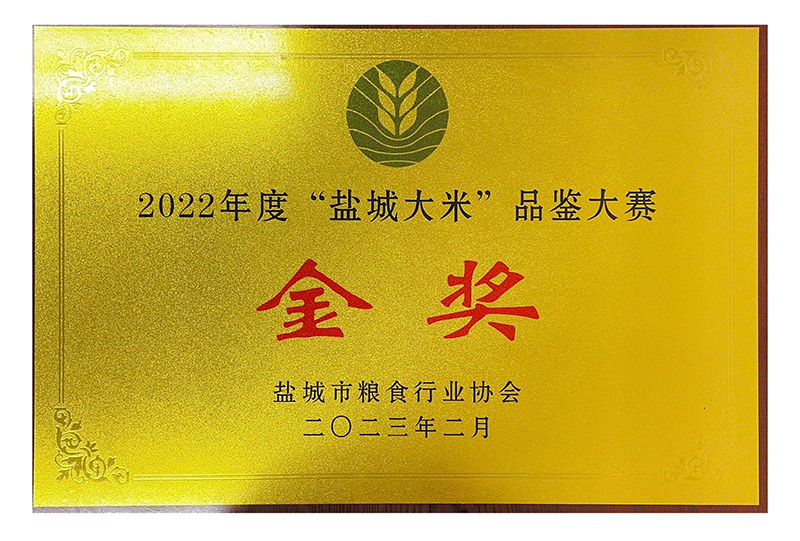 2022年度“盐城大米”品鉴大赛
金奖
盐城市粮食行业协会
二〇二三年二月